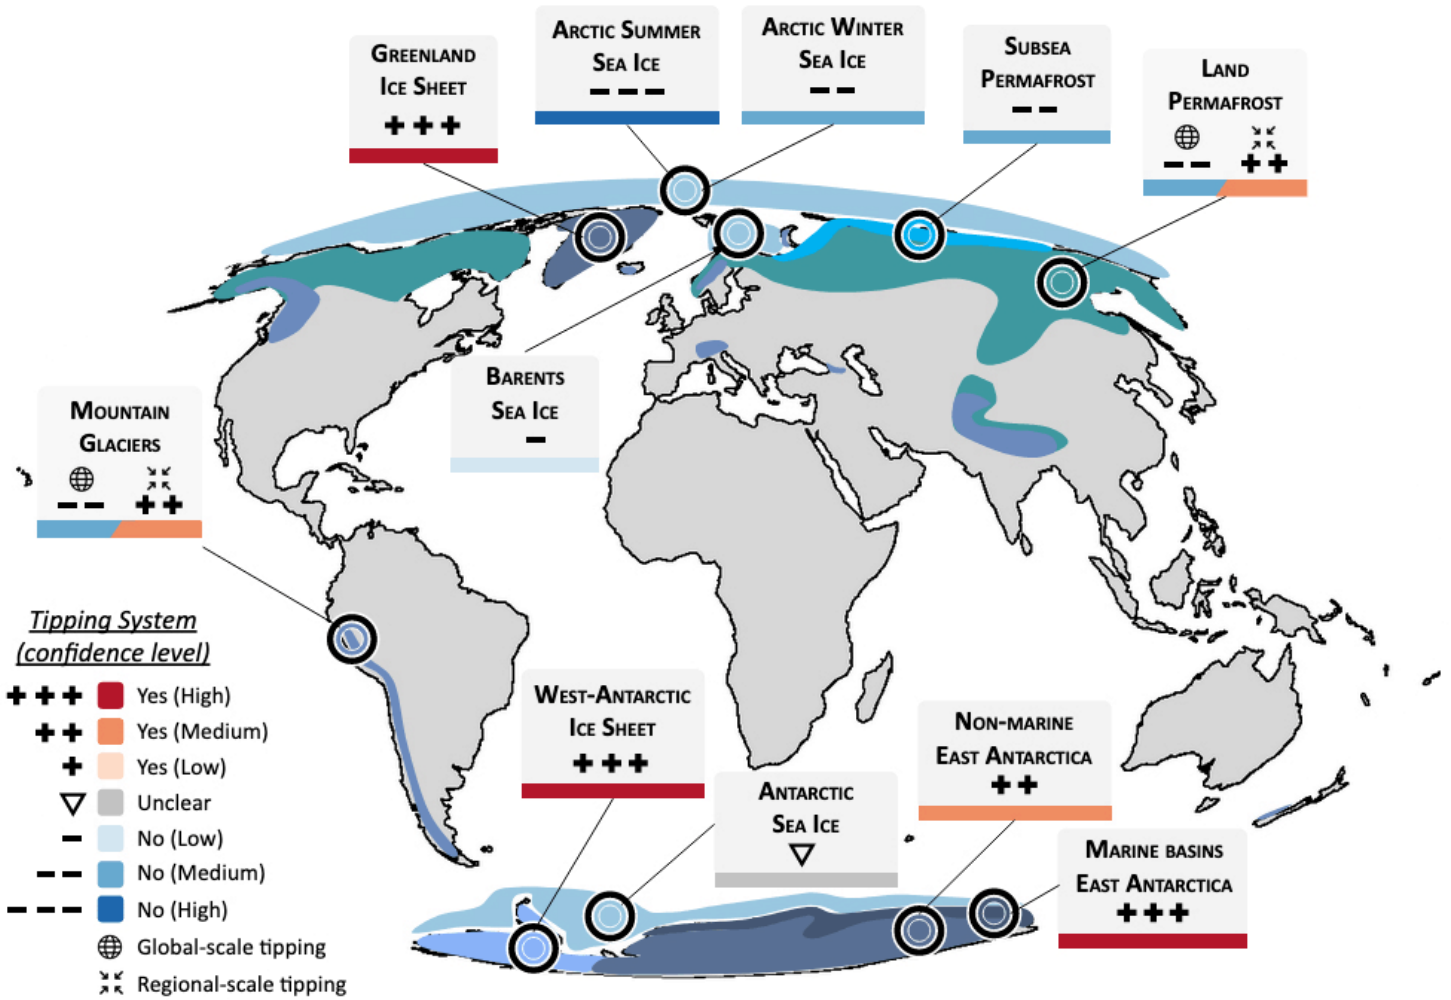 Greenland
Ice Sheet
+++
Arctic Summer
Sea Ice
– – –
Arctic Winter
Sea Ice
– –
Subsea
Permafrost
– –
Land
Permafrost
– – ++
Barents
Sea Ice
–
Mountain
Glaciers
– – ++
Tipping System
(confidence level)
+++ Yes (High)
++ Yes (Medium)
+ Yes (Low)
▽ Unclear
– No (Low)
– – No (Medium)
– – – No (High)
Global-scale tipping
Regional-scale tipping
West-Antarctic
Ice Sheet
+++
Antarctic
Sea Ice
▽
Non-marine
East Antarctica
++
Marine basins
East Antarctica
+++